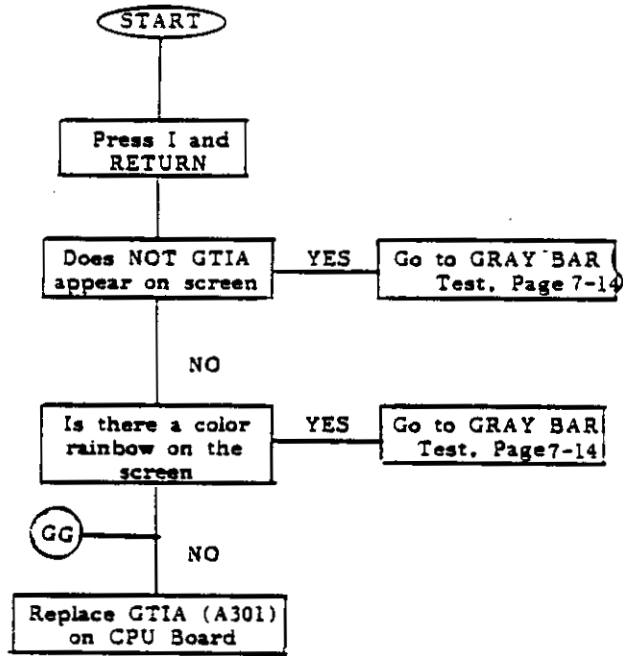 START
Press I and
RETURN
Does NOT GTIA
appear on screen
YES
Go to GRAY BAR
Test. Page 7-14
NO
Is there a color
rainbow on the
screen
YES
Go to GRAY BAR
Test. Page 7-14
GG
NO
Replace GTIA (A301)
on CPU Board